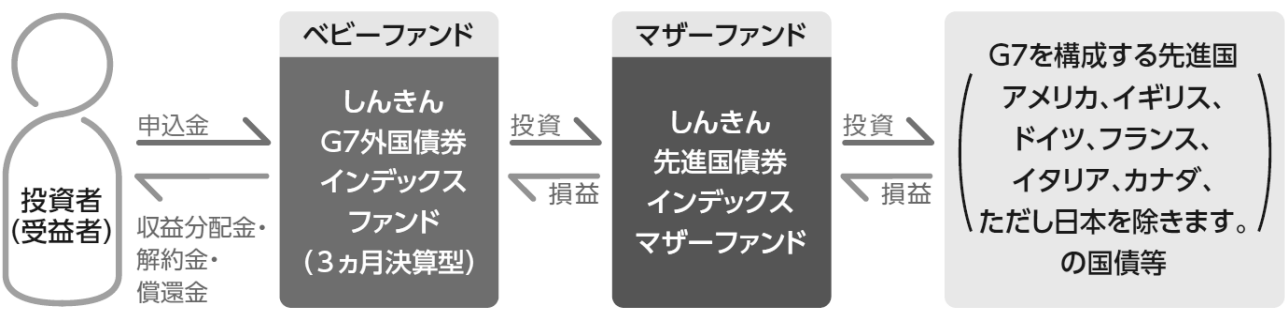 投資者
(受益者)
申込金
収益分配金・
解約金・
償還金
ベビーファンド
しんきん
G7外国債券
インデックス
ファンド
(3ヵ月決算型)
投資
損益
マザーファンド
しんきん
先進国債券
インデックス
マザーファンド
投資
損益
G7を構成する先進国
(アメリカ、イギリス、
ドイツ、フランス、
イタリア、カナダ、
ただし日本を除きます。)
の国債等